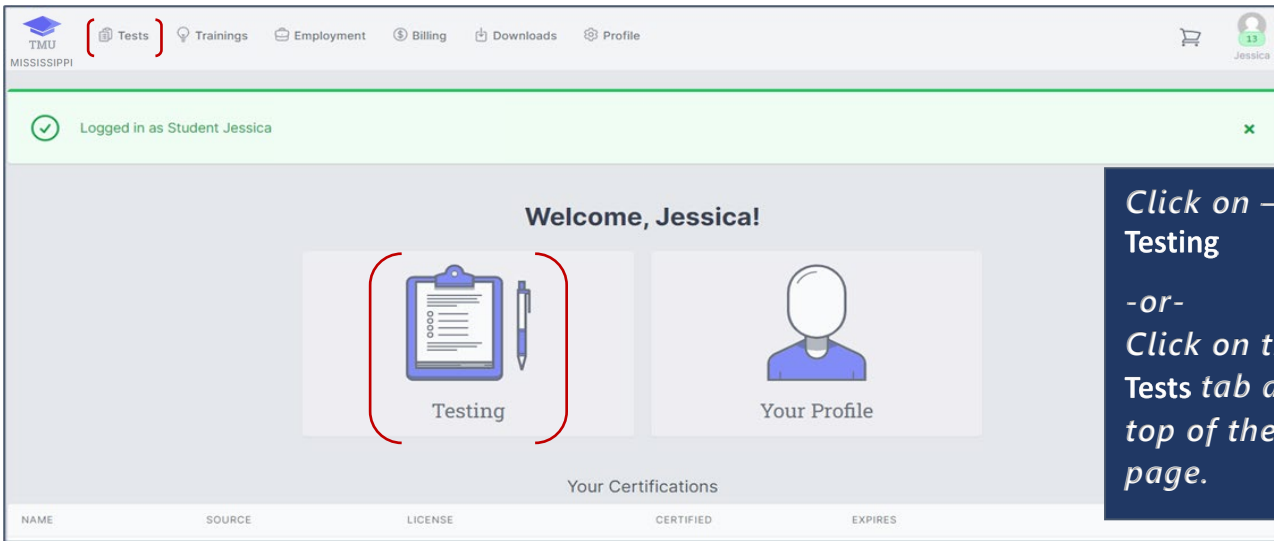 TMU
MISSISSIPPI
Tests
Trainings
Employment
Billing
Downloads
Profile
13
Jessica
Logged in as Student Jessica
Welcome, Jessica!
Testing
Your Profile
Click on –
Testing
-or-
Click on t
Tests tab a
top of the
page.
Your Certifications
NAME SOURCE LICENSE CERTIFIED EXPIRES